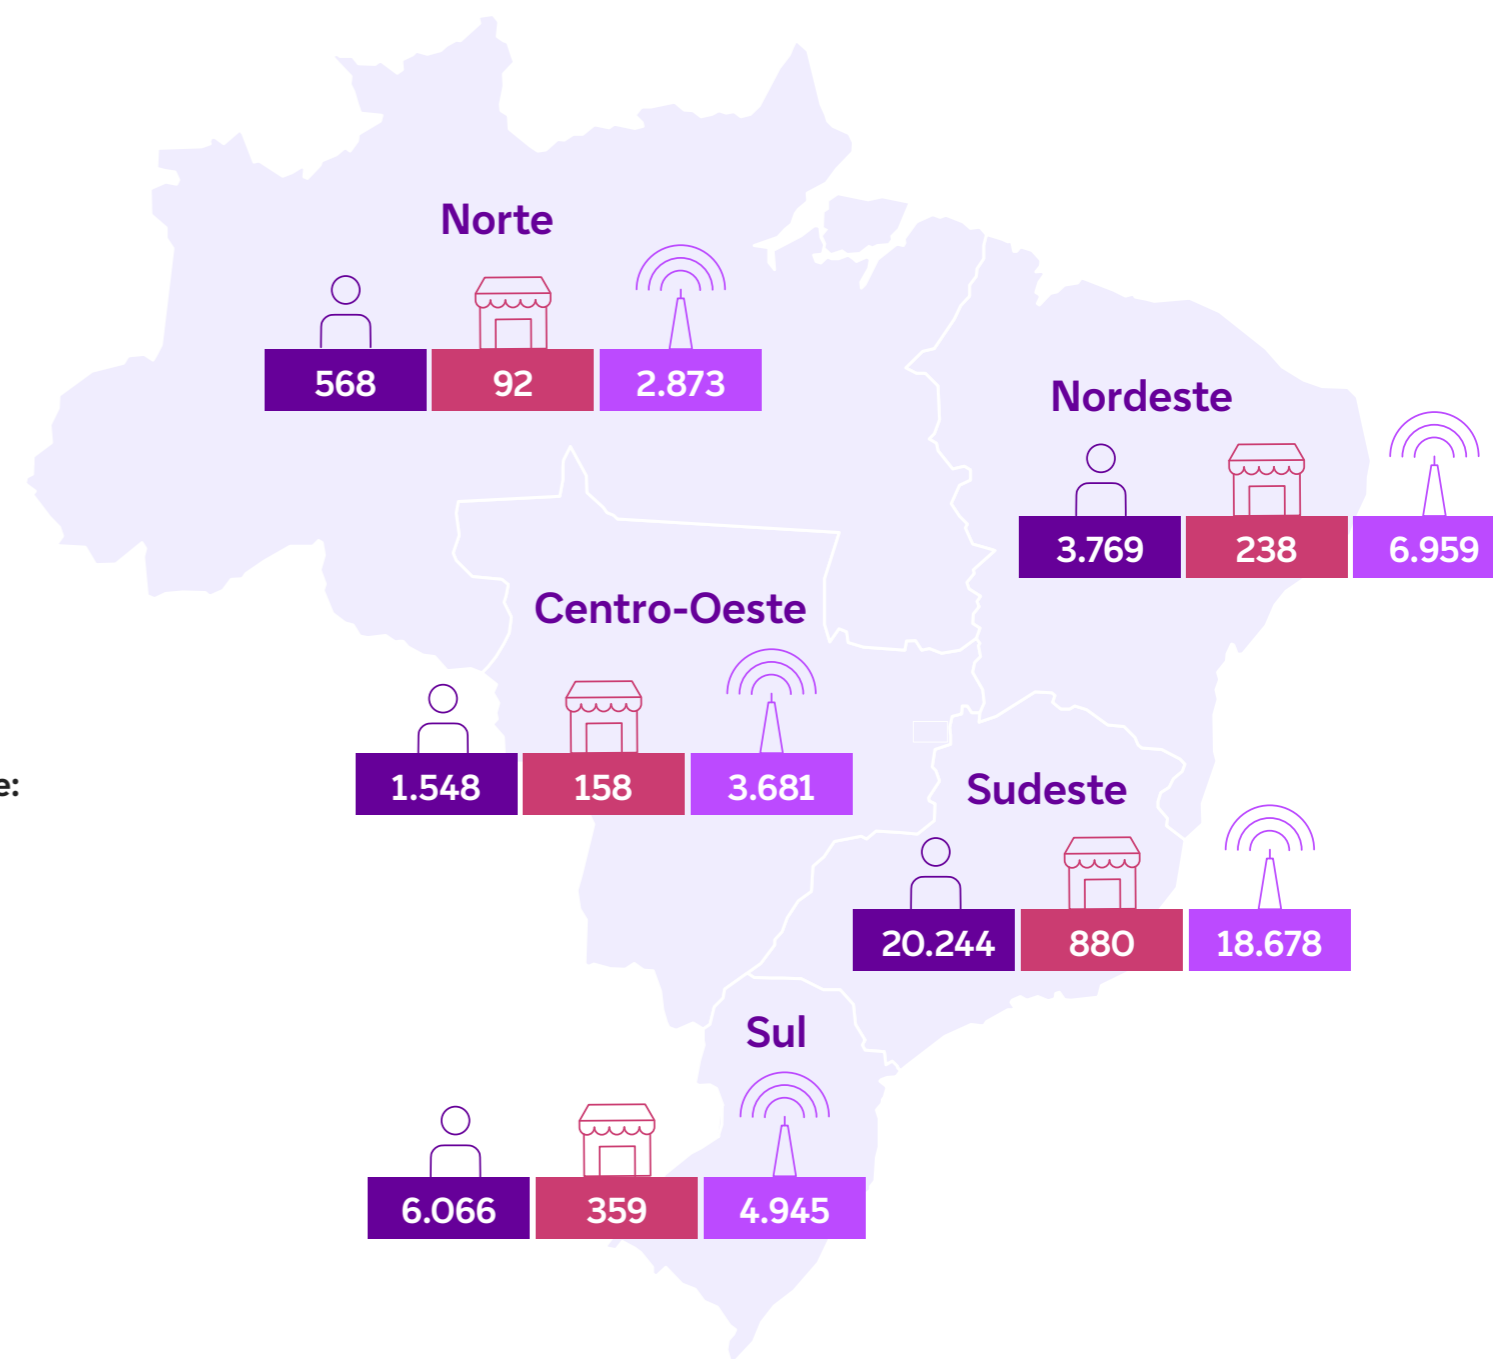 Norte
568 92 2.873
Nordeste
3.769 238 6.959
Centro-Oeste
1.548 158 3.681
e:
Sudeste
20.244 880 18.678
Sul
6.066 359 4.945